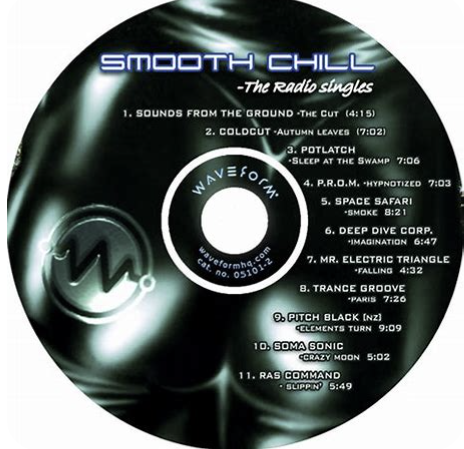 SMOOTH CHILL
-The Radio singles
1. SOUNDS FROM THE GROUND -THE CUT (4:15)
2. COLDCUT -AUTUMN LEAVES (7:02)
3. POTLATCH
-SLEEP AT THE SWAMP 7:06
4. P.R.O.M. -HYPNOTIZED 7:03
5. SPACE SAFARI
-SMOKE 8:21
6. DEEP DIVE CORP.
-IMAGINATION 6:47
7. MR. ELECTRIC TRIANGLE
-FALLING 4:32
8. TRANCE GROOVE
-PARIS 7:26
9. PITCH BLACK (NZ)
-ELEMENTS TURN 9:09
10. SOMA SONIC
-CRAZY MOON 5:02
11. RAS COMMAND
- SLIPPIN' 5:49
WAVEFORM
waveformhq.com
cat. no. 05101-2